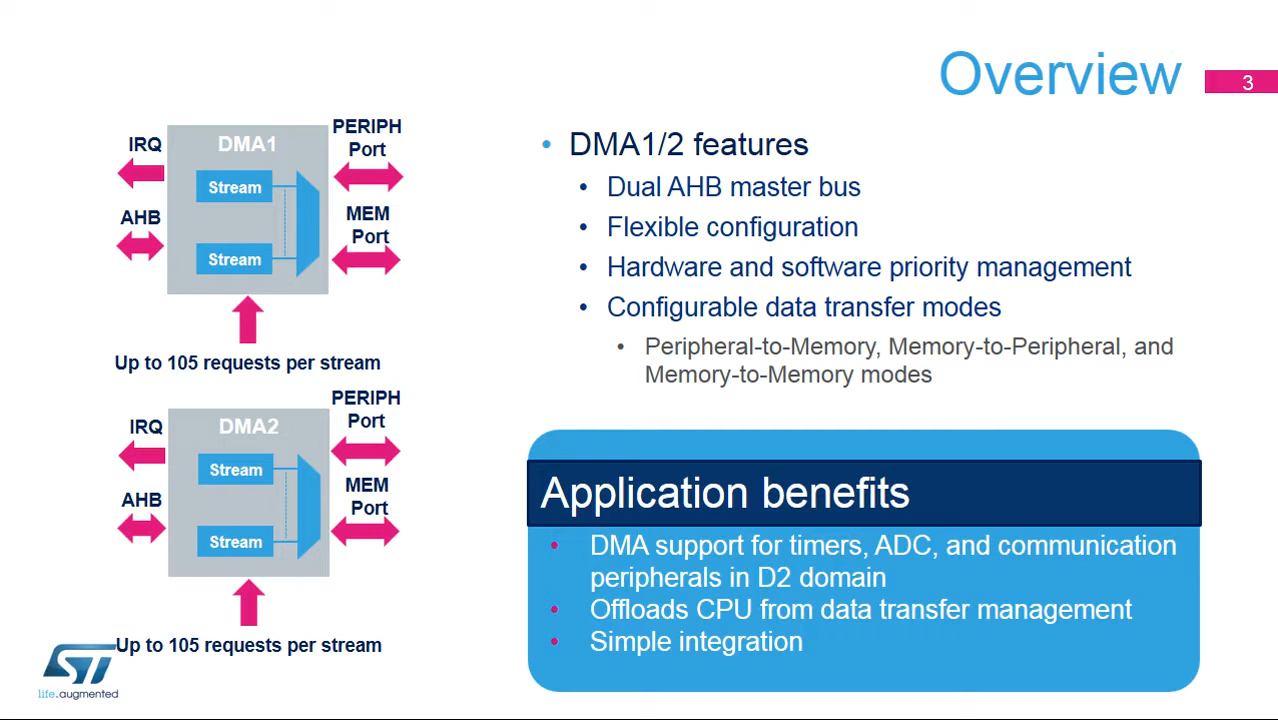 Overview
3
IRQ
DMA1
PERIPH
Port
Stream
AHB
MEM
Port
Stream
Up to 105 requests per stream
IRQ
DMA2
PERIPH
Port
Stream
AHB
MEM
Port
Stream
Up to 105 requests per stream
• DMA1/2 features
• Dual AHB master bus
• Flexible configuration
• Hardware and software priority management
• Configurable data transfer modes
• Peripheral-to-Memory, Memory-to-Peripheral, and
Memory-to-Memory modes
Application benefits
• DMA support for timers, ADC, and communication
peripherals in D2 domain
• Offloads CPU from data transfer management
• Simple integration
ST
life.augmented